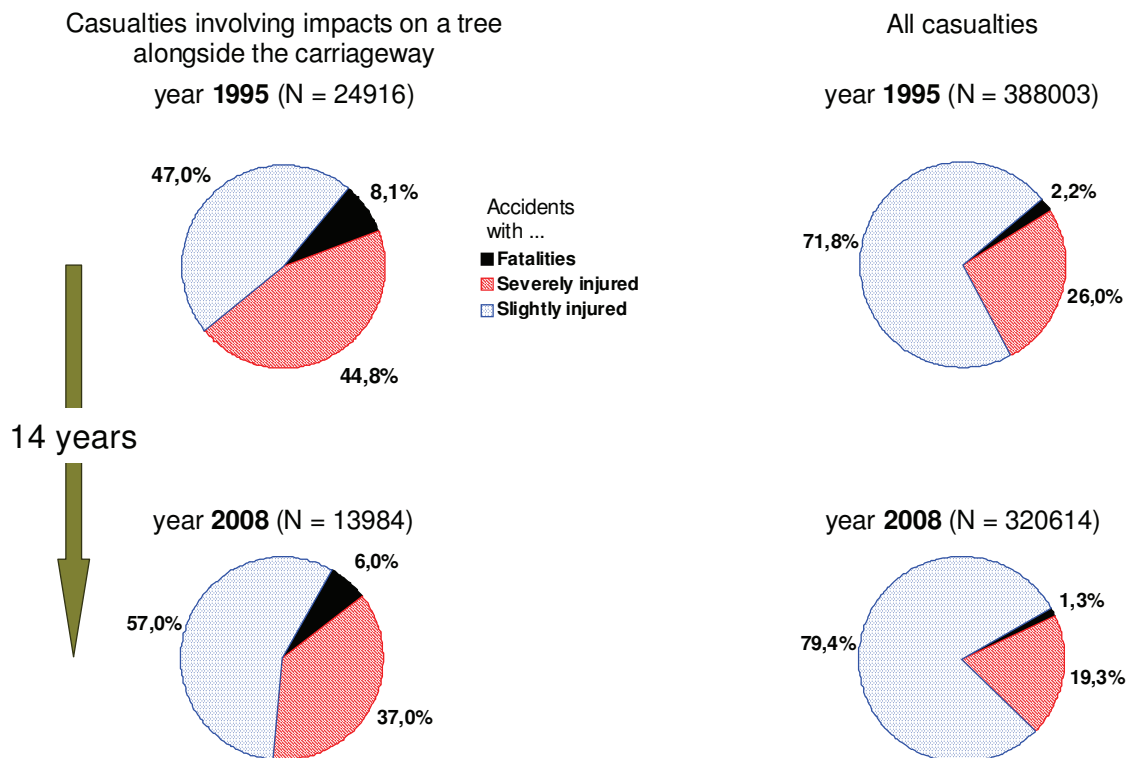 Casualties involving impacts on a tree
alongside the carriageway
year 1995 (N = 24916)
All casualties
year 1995 (N = 388003)
47,0%
8,1%
44,8%
Accidents
with ...
Fatalities
Severely injured
Slightly injured
2,2%
71,8%
26,0%
14 years
year 2008 (N = 13984)
year 2008 (N = 320614)
6,0%
57,0%
37,0%
1,3%
79,4%
19,3%